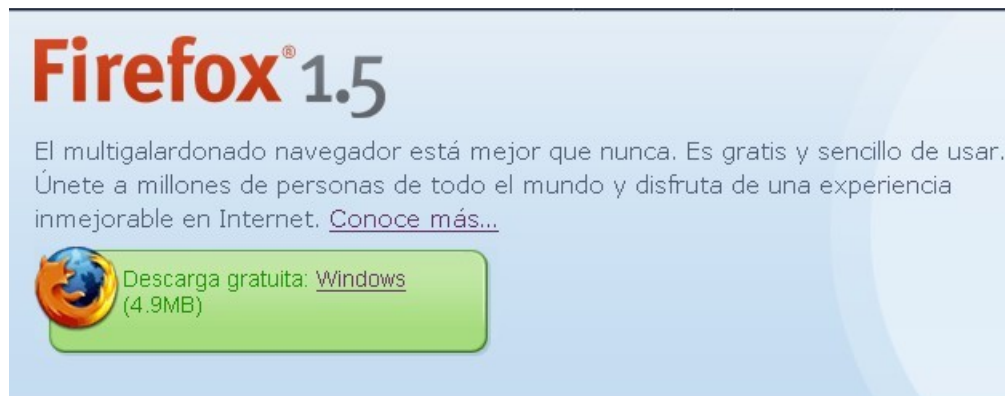 Firefox® 1.5
El multigalardonado navegador está mejor que nunca. Es gratis y sencillo de usar.
Únete a millones de personas de todo el mundo y disfruta de una experiencia
inmejorable en Internet. Conoce más...
Descarga gratuita: Windows
(4.9MB)